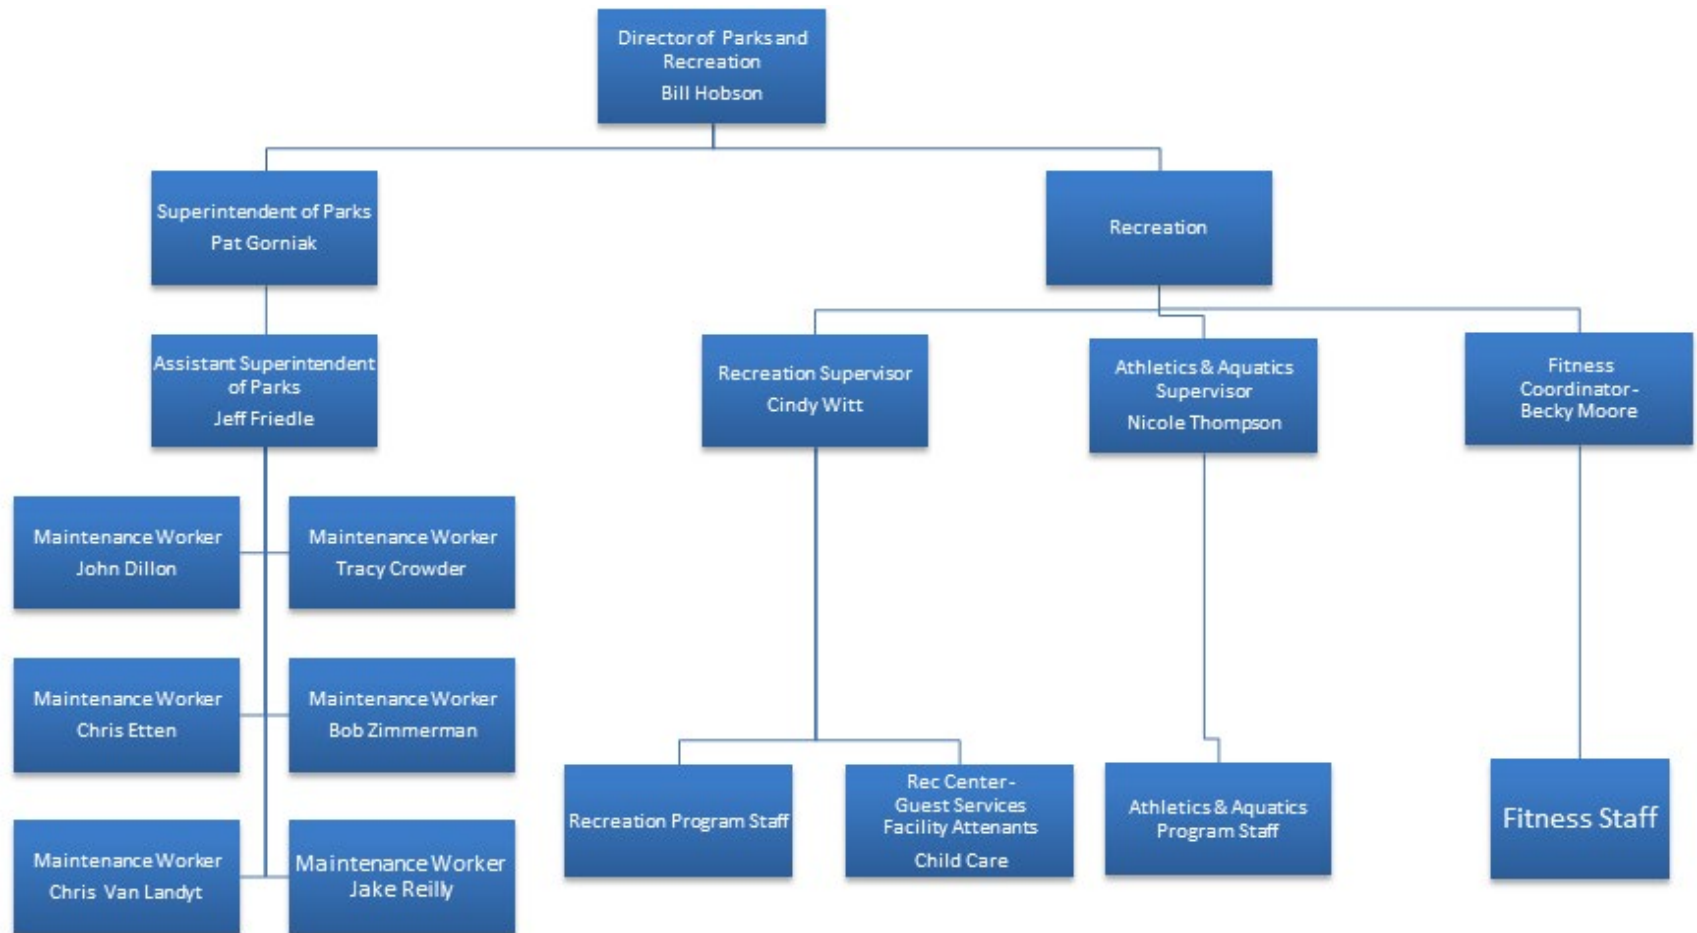 Director of Parks and
Recreation
Bill Hobson
Superintendent of Parks
Pat Gorniak
Recreation
Assistant Superintendent
of Parks
Jeff Friedle
Recreation Supervisor
Cindy Witt
Athletics & Aquatics
Supervisor
Nicole Thompson
Fitness
Coordinator-
Becky Moore
Maintenance Worker
John Dillon
Maintenance Worker
Tracy Crowder
Maintenance Worker
Chris Etten
Maintenance Worker
Bob Zimmerman
Maintenance Worker
Chris Van Landyt
Maintenance Worker
Jake Reilly
Recreation Program Staff
Rec Center-
Guest Services
Facility Attenants
Child Care
Athletics & Aquatics
Program Staff
Fitness Staff